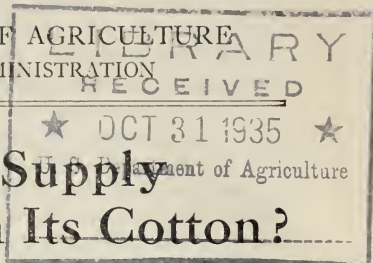 F AGRICULTURE
LIBRARY
MINISTRATION
RECEIVED
★ OCT 31 1935 ★
Supply
U. S. Department of Agriculture
Its Cotton?